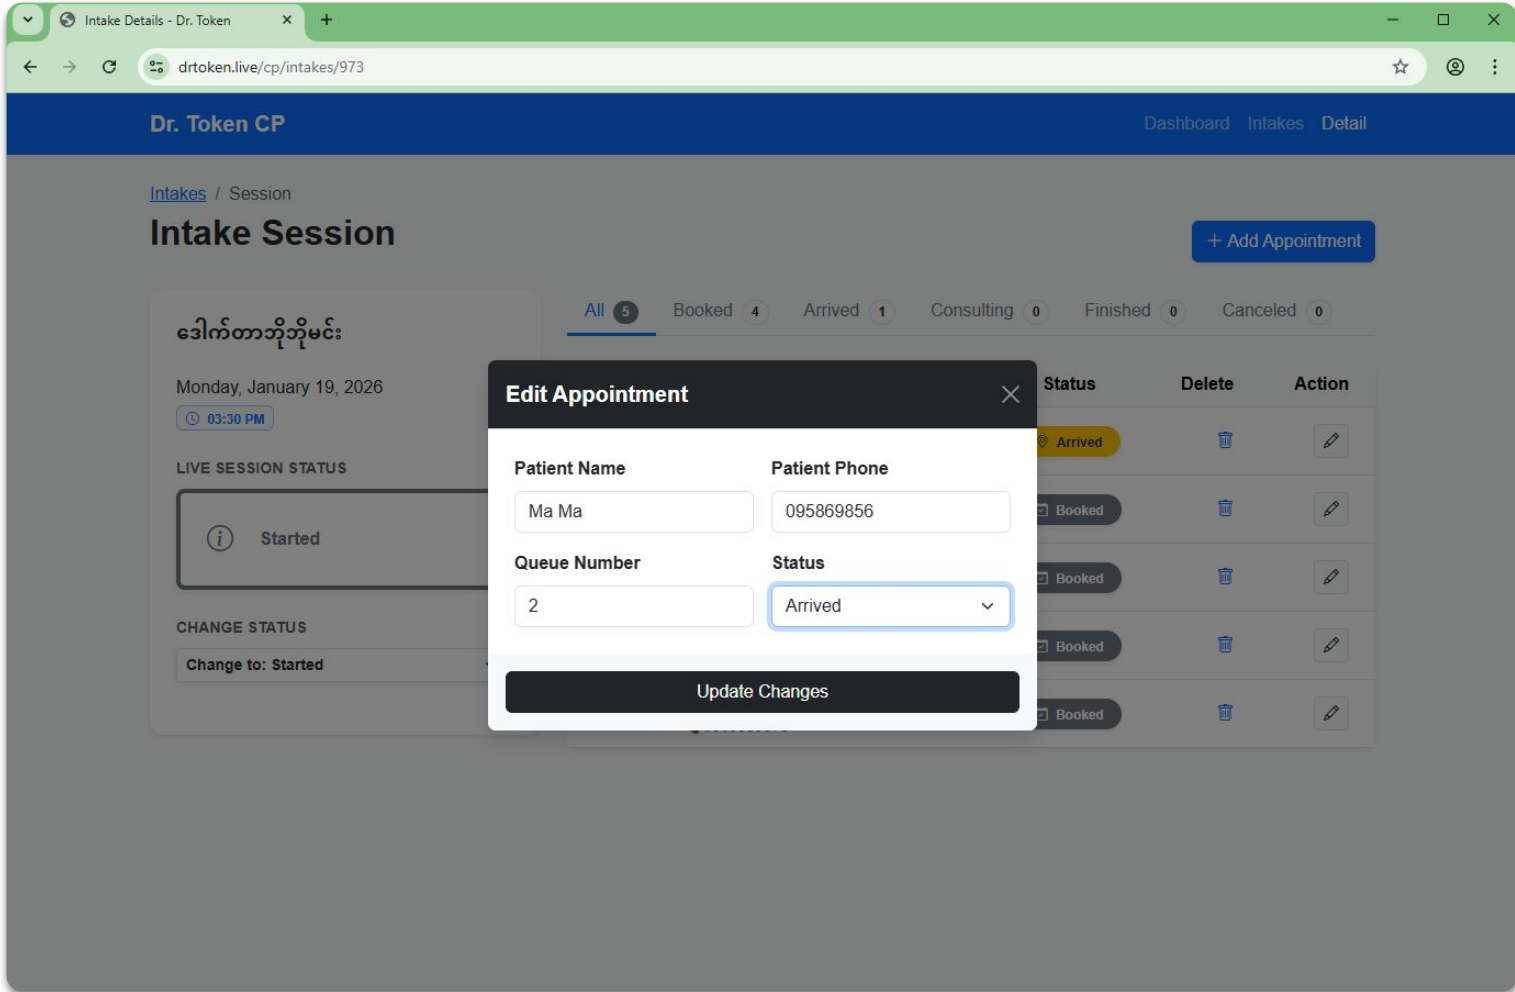 Intake Details - Dr. Token
drtoken.live/cp/intakes/973
Dr. Token CP
Dashboard Intakes Detail
Intakes / Session
Intake Session
+ Add Appointment
ဒေါက်တာဘိုဘိုမင်း
Monday, January 19, 2026
03:30 PM
LIVE SESSION STATUS
Started
CHANGE STATUS
Change to: Started
All 5 Booked 4 Arrived 1 Consulting 0 Finished 0 Canceled 0
Status Delete Action
Arrived
Booked
Booked
Booked
Booked
Edit Appointment
Patient Name Patient Phone
Ma Ma 095869856
Queue Number Status
2 Arrived
Update Changes